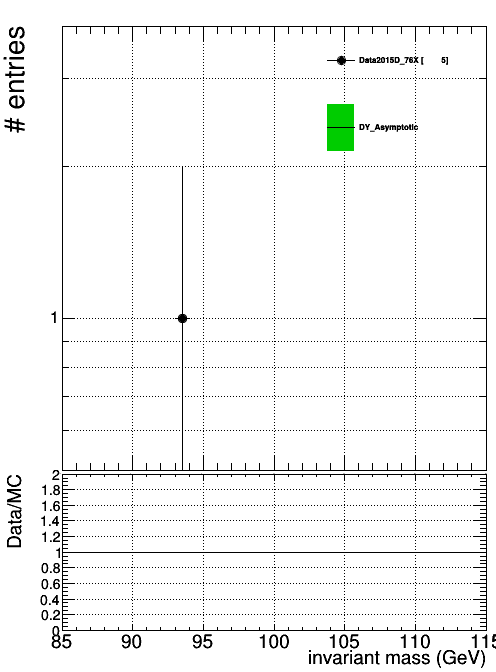 # entries
Data2015D_76X [ 5]
DY_Asymptotic
1
Data/MC
2
1.8
1.6
1.4
1.2
1
0.8
0.6
0.4
0.2
0
85 90 95 100 105 110 115
invariant mass (GeV)